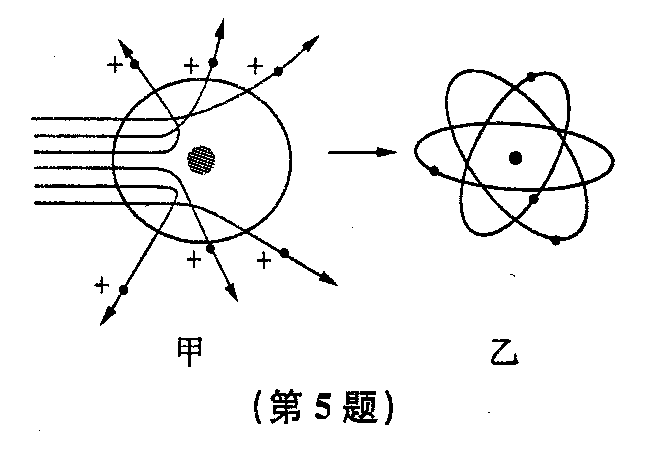 + + +
+ + +
甲 乙
(第5题)